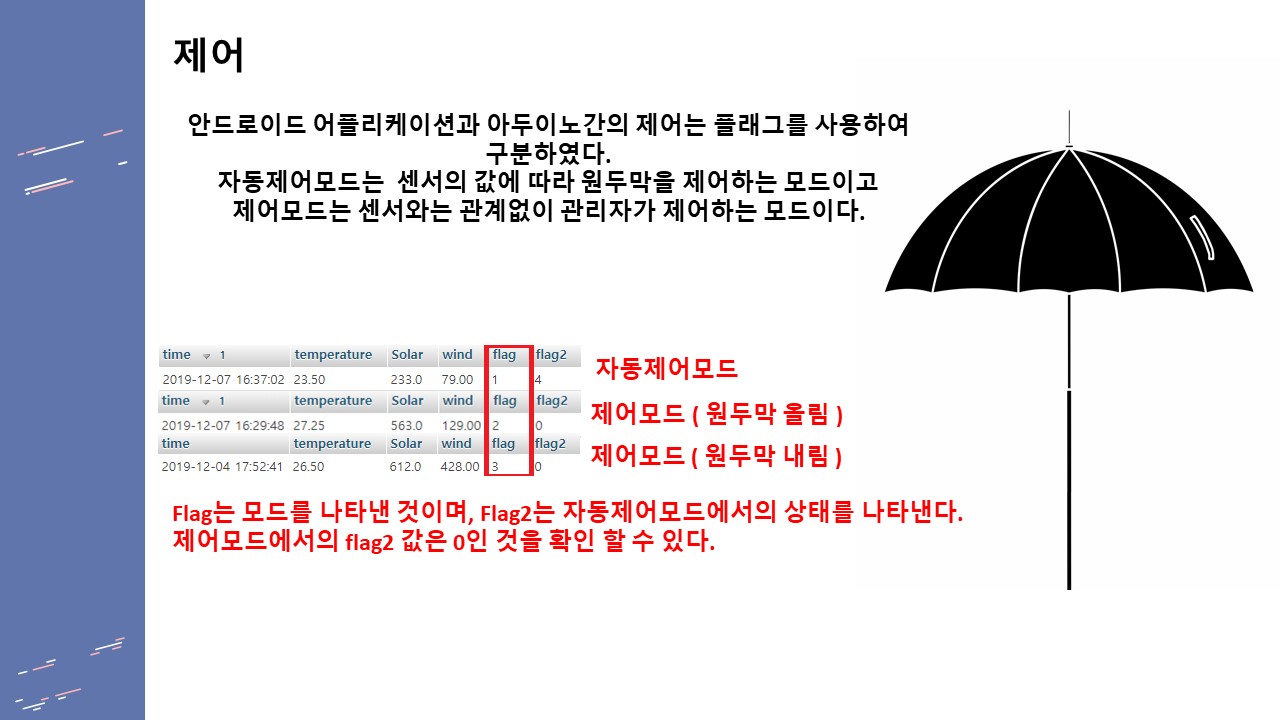 제어
안드로이드 어플리케이션과 아두이노간의 제어는 플래그를 사용하여
구분하였다.
자동제어모드는 센서의 값에 따라 원두막을 제어하는 모드이고
제어모드는 센서와는 관계없이 관리자가 제어하는 모드이다.
time 1 temperature Solar wind flag flag2
2019-12-07 16:37:02 23.50 233.0 79.00 1 4
자동제어모드
time 1 temperature Solar wind flag flag2
2019-12-07 16:29:48 27.25 563.0 129.00 2 0
제어모드 ( 원두막 올림 )
time temperature Solar wind flag flag2
2019-12-04 17:52:41 26.50 612.0 428.00 3 0
제어모드 ( 원두막 내림 )
Flag는 모드를 나타낸 것이며, Flag2는 자동제어모드에서의 상태를 나타낸다.
제어모드에서의 flag2 값은 0인 것을 확인 할 수 있다.